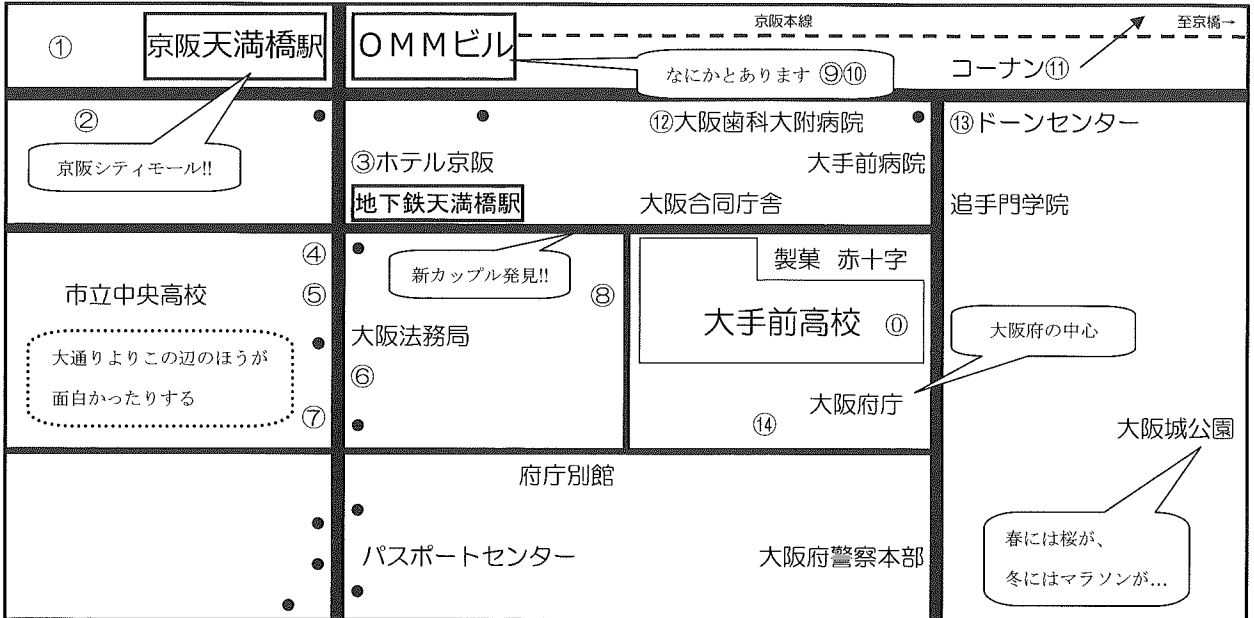 京阪本線
至京橋→
①
京阪天満橋駅
OMMビル
なにかとあります ⑨⑩
コーナン⑪
②
京阪シティモール!!
⑫大阪歯科大附病院
⑬ドーンセンター
③ホテル京阪
大手前病院
地下鉄天満橋駅
大阪合同庁舎
追手門学院
④
新カップル発見!!
製菓 赤十字
市立中央高校
⑤
⑧
大手前高校 ⓪
大阪府の中心
大通りよりこの辺のほうが
面白かったりする
大阪法務局
⑥
⑦
大阪府庁
⑭
大阪城公園
府庁別館
春には桜が、
冬にはマラソンが…
パスポートセンター
大阪府警察本部